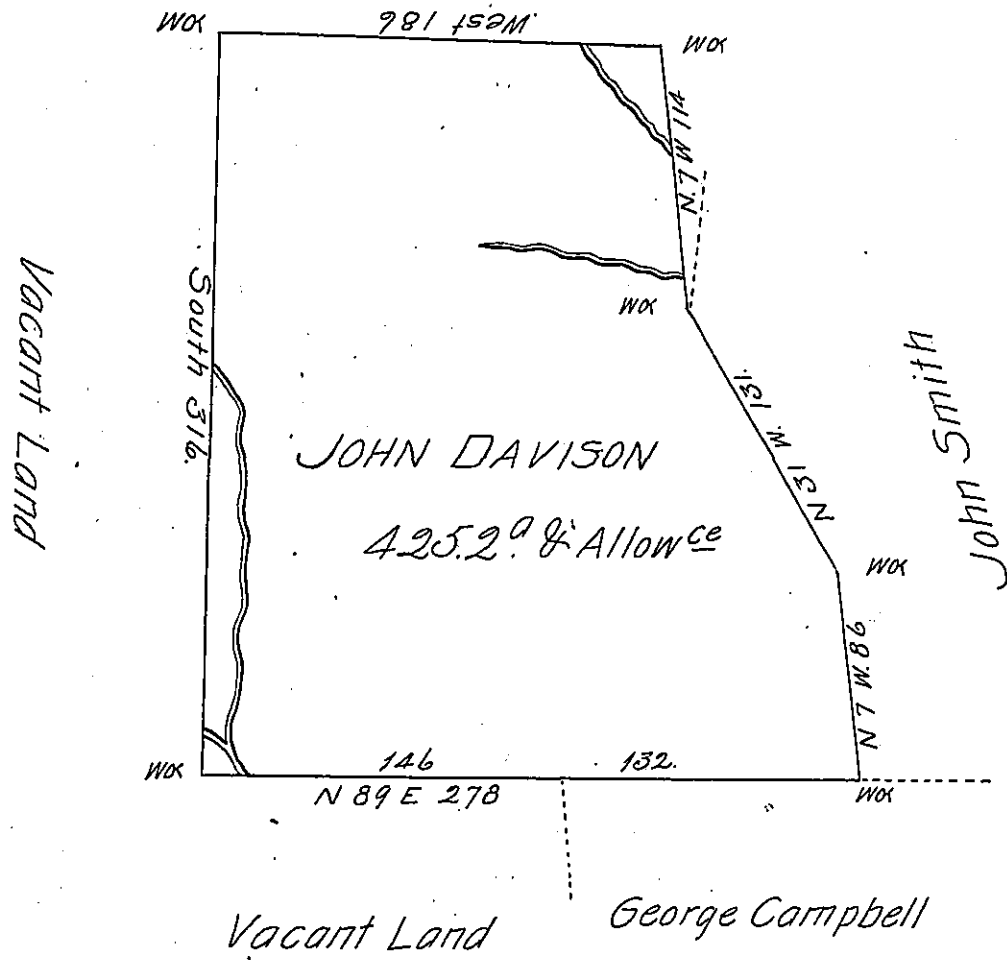 WO
West 186
WO
N. 7 W 114
South 316.
WO
Vacant Land
N 31 W. 131.
John Smith
JOHN DAVISON
425.2.ᵃ & Allowᶜᵉ
WO
N 7 W. 86
WO
146
132.
N 89 E 278
WO
Vacant Land
George Campbell